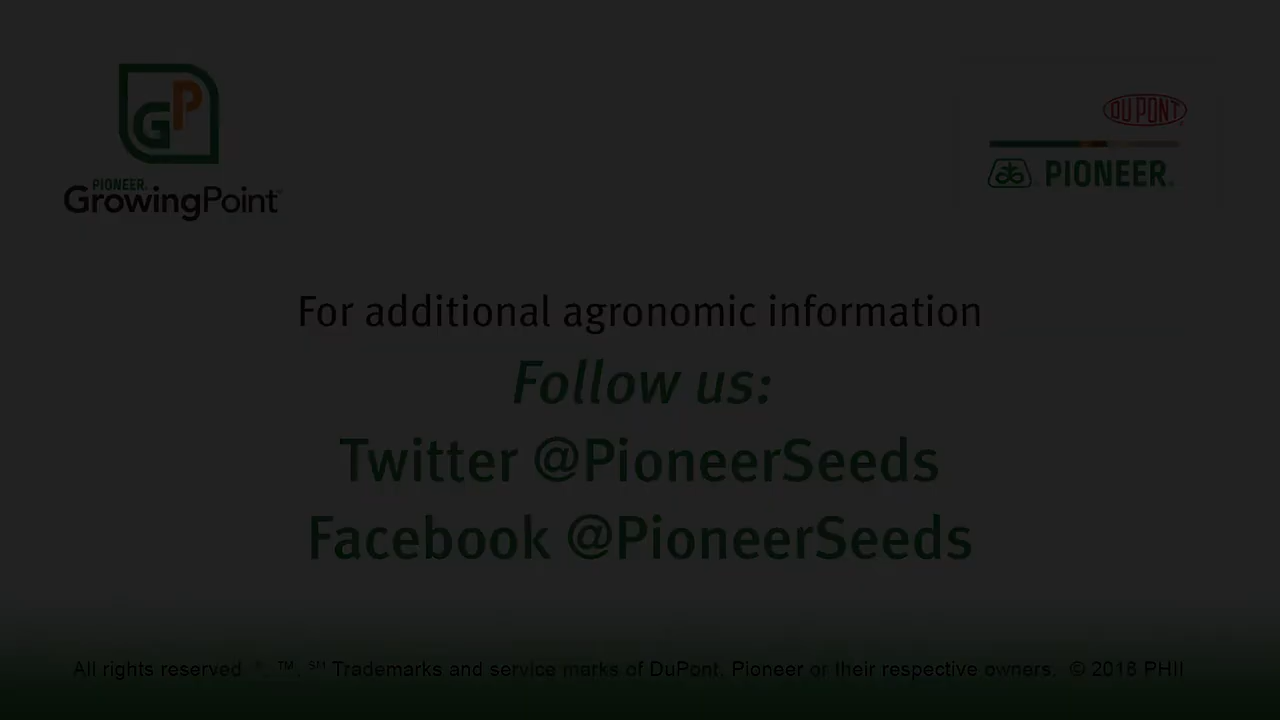 GP
PIONEER®
GrowingPoint®
DUPONT®
PIONEER®
For additional agronomic information
Follow us:
Twitter @PioneerSeeds
Facebook @PioneerSeeds
All rights reserved ®, ™, ℠ Trademarks and service marks of DuPont, Pioneer or their respective owners. © 2018 PHII